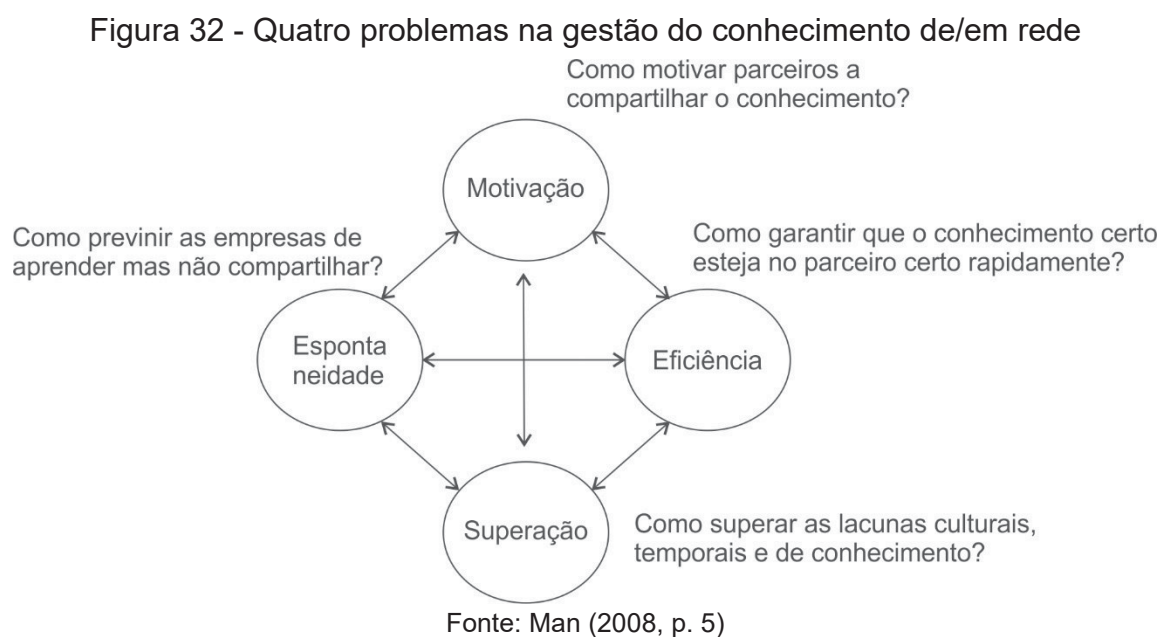 Figura 32 - Quatro problemas na gestão do conhecimento de/em rede
Como motivar parceiros a
compartilhar o conhecimento?
Motivação
Como previnir as empresas de
aprender mas não compartilhar?
Como garantir que o conhecimento certo
esteja no parceiro certo rapidamente?
Esponta
neidade
Eficiência
Superação
Como superar as lacunas culturais,
temporais e de conhecimento?
Fonte: Man (2008, p. 5)